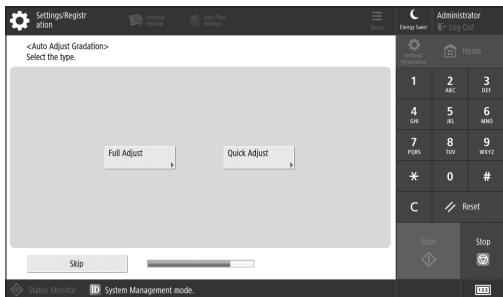 Settings/Registr
ation
Personal
Settings
Dest./Fwd.
Settings
Menu
Energy Saver
Administrator
Log Out
<Auto Adjust Gradation>
Select the type.
Settings/
Registration
Home
Full Adjust
Quick Adjust
1
2
ABC
3
DEF
4
GHI
5
JKL
6
MNO
7
PQRS
8
TUV
9
WXYZ
*
0
#
C
Reset
Start
Stop
Skip
Status Monitor
ID System Management mode.
123